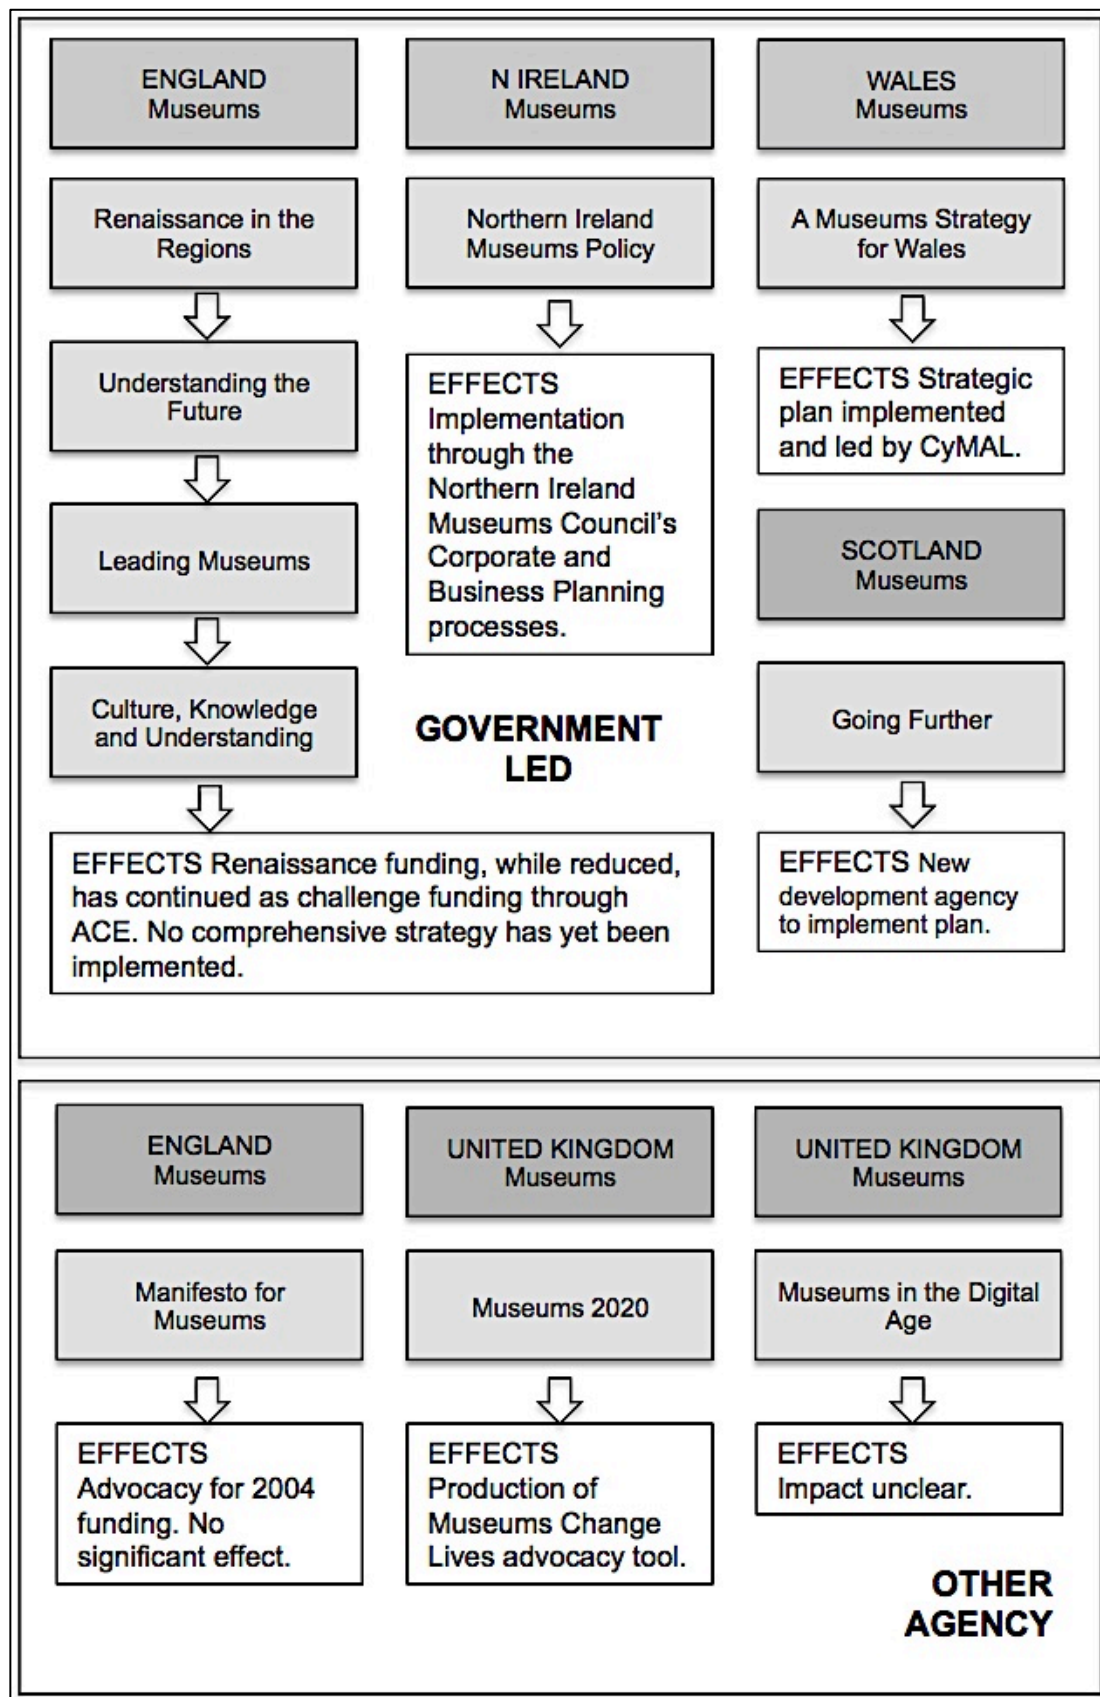 ENGLAND
Museums
Renaissance in the
Regions
Understanding the
Future
Leading Museums
Culture, Knowledge
and Understanding
EFFECTS Renaissance funding, while reduced,
has continued as challenge funding through
ACE. No comprehensive strategy has yet been
implemented.
N IRELAND
Museums
Northern Ireland
Museums Policy
EFFECTS
Implementation
through the
Northern Ireland
Museums Council’s
Corporate and
Business Planning
processes.
GOVERNMENT
LED
WALES
Museums
A Museums Strategy
for Wales
EFFECTS Strategic
plan implemented
and led by CyMAL.
SCOTLAND
Museums
Going Further
EFFECTS New
development agency
to implement plan.
ENGLAND
Museums
Manifesto for
Museums
EFFECTS
Advocacy for 2004
funding. No
significant effect.
UNITED KINGDOM
Museums
Museums 2020
EFFECTS
Production of
Museums Change
Lives advocacy tool.
UNITED KINGDOM
Museums
Museums in the Digital
Age
EFFECTS
Impact unclear.
OTHER
AGENCY